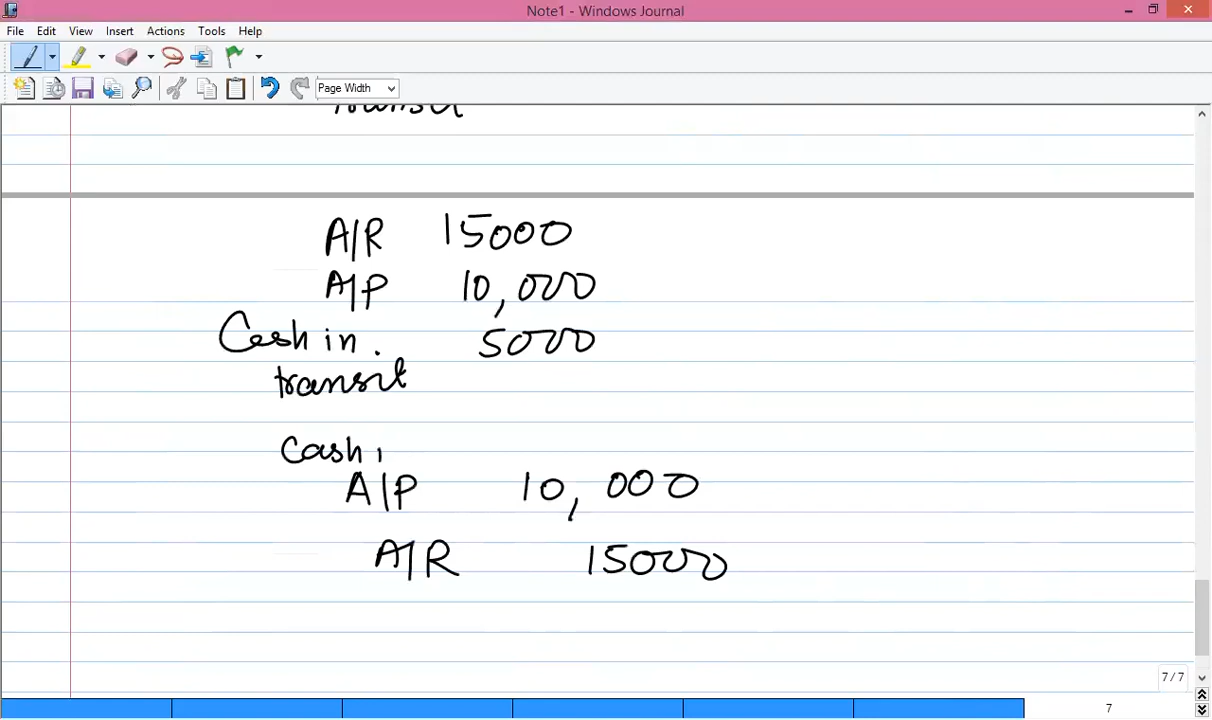 Note1 - Windows Journal
File Edit View Insert Actions Tools Help
Page Width
A/R 15000
A/P 10,000
Cash in 5000
transit
Cash i
A/P 10,000
A/R 15000
7 / 7
7